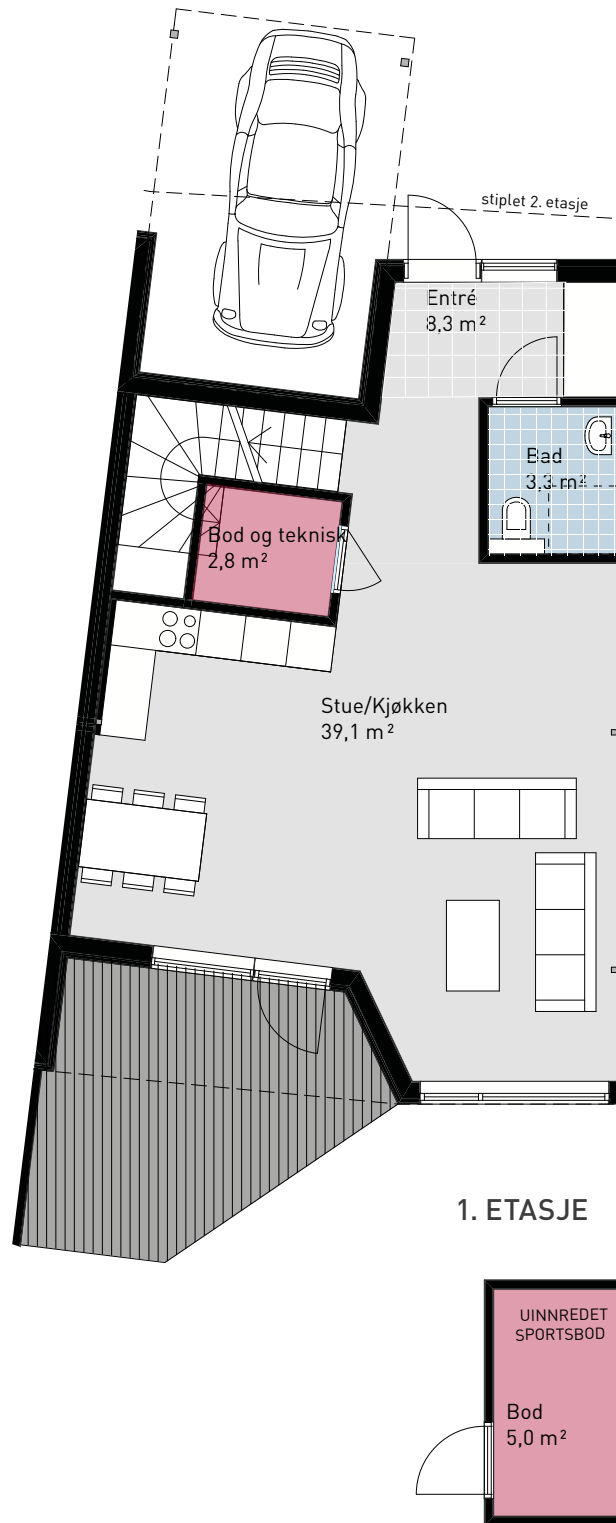 stiplet 2. etasje
Entré
8,3 m²
Bad
3,3 m²
Bod og teknisk
2,8 m²
Stue/Kjøkken
39,1 m²
1. ETASJE
UINNREDET
SPORTSBOD
Bod
5,0 m²